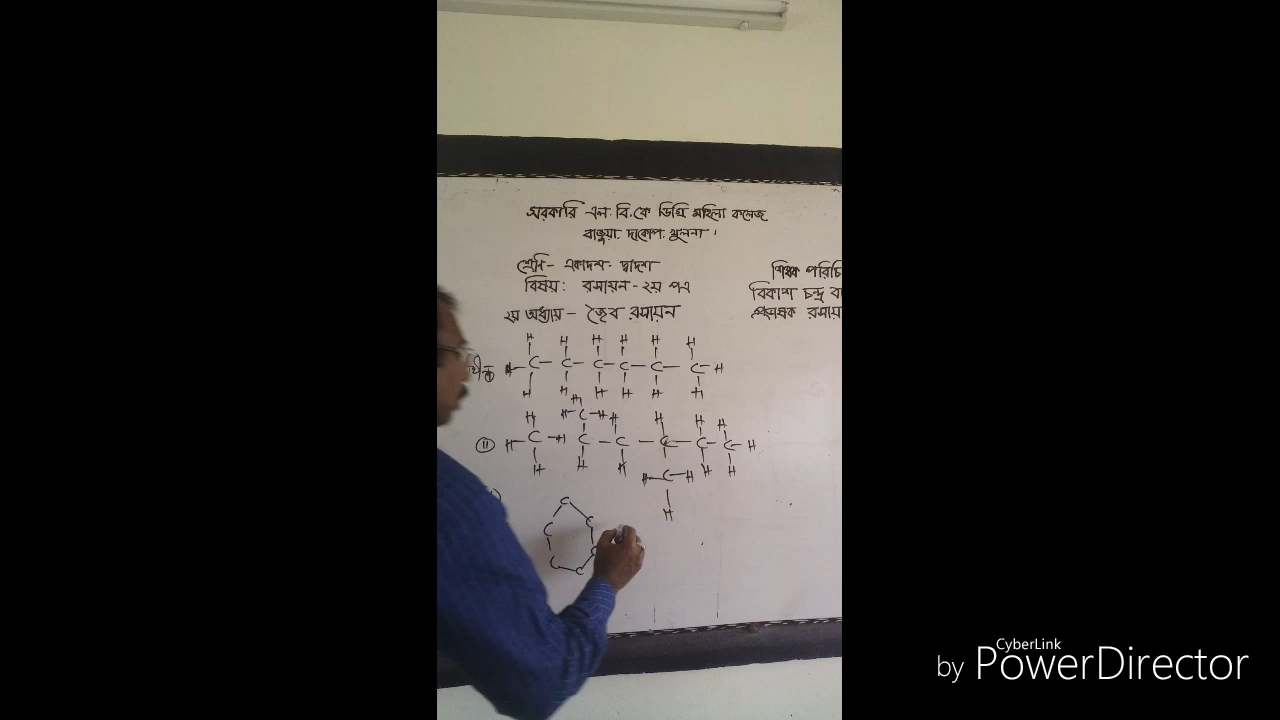 সরকারি এল. বি. কে ডিগ্রি মহিলা কলেজ
বাজুয়া, দাকোপ, খুলনা।
শ্রেণি - একাদশ - দ্বাদশ
বিষয়: রসায়ন - ২য় পত্র
২য় অধ্যায় - জৈব রসায়ন
শিক্ষক পরিচি
বিকাশ চন্দ্র
প্রভাষক রসায়
H H H H H H
H-C-C-C-C-C-C-H
H H H H H H
H
H-C-H
H H H H H
II H-C-H C-C-C-C-C-H
H H H H H
H-C-H
H
C
C C
C C
C
CyberLink
by PowerDirector